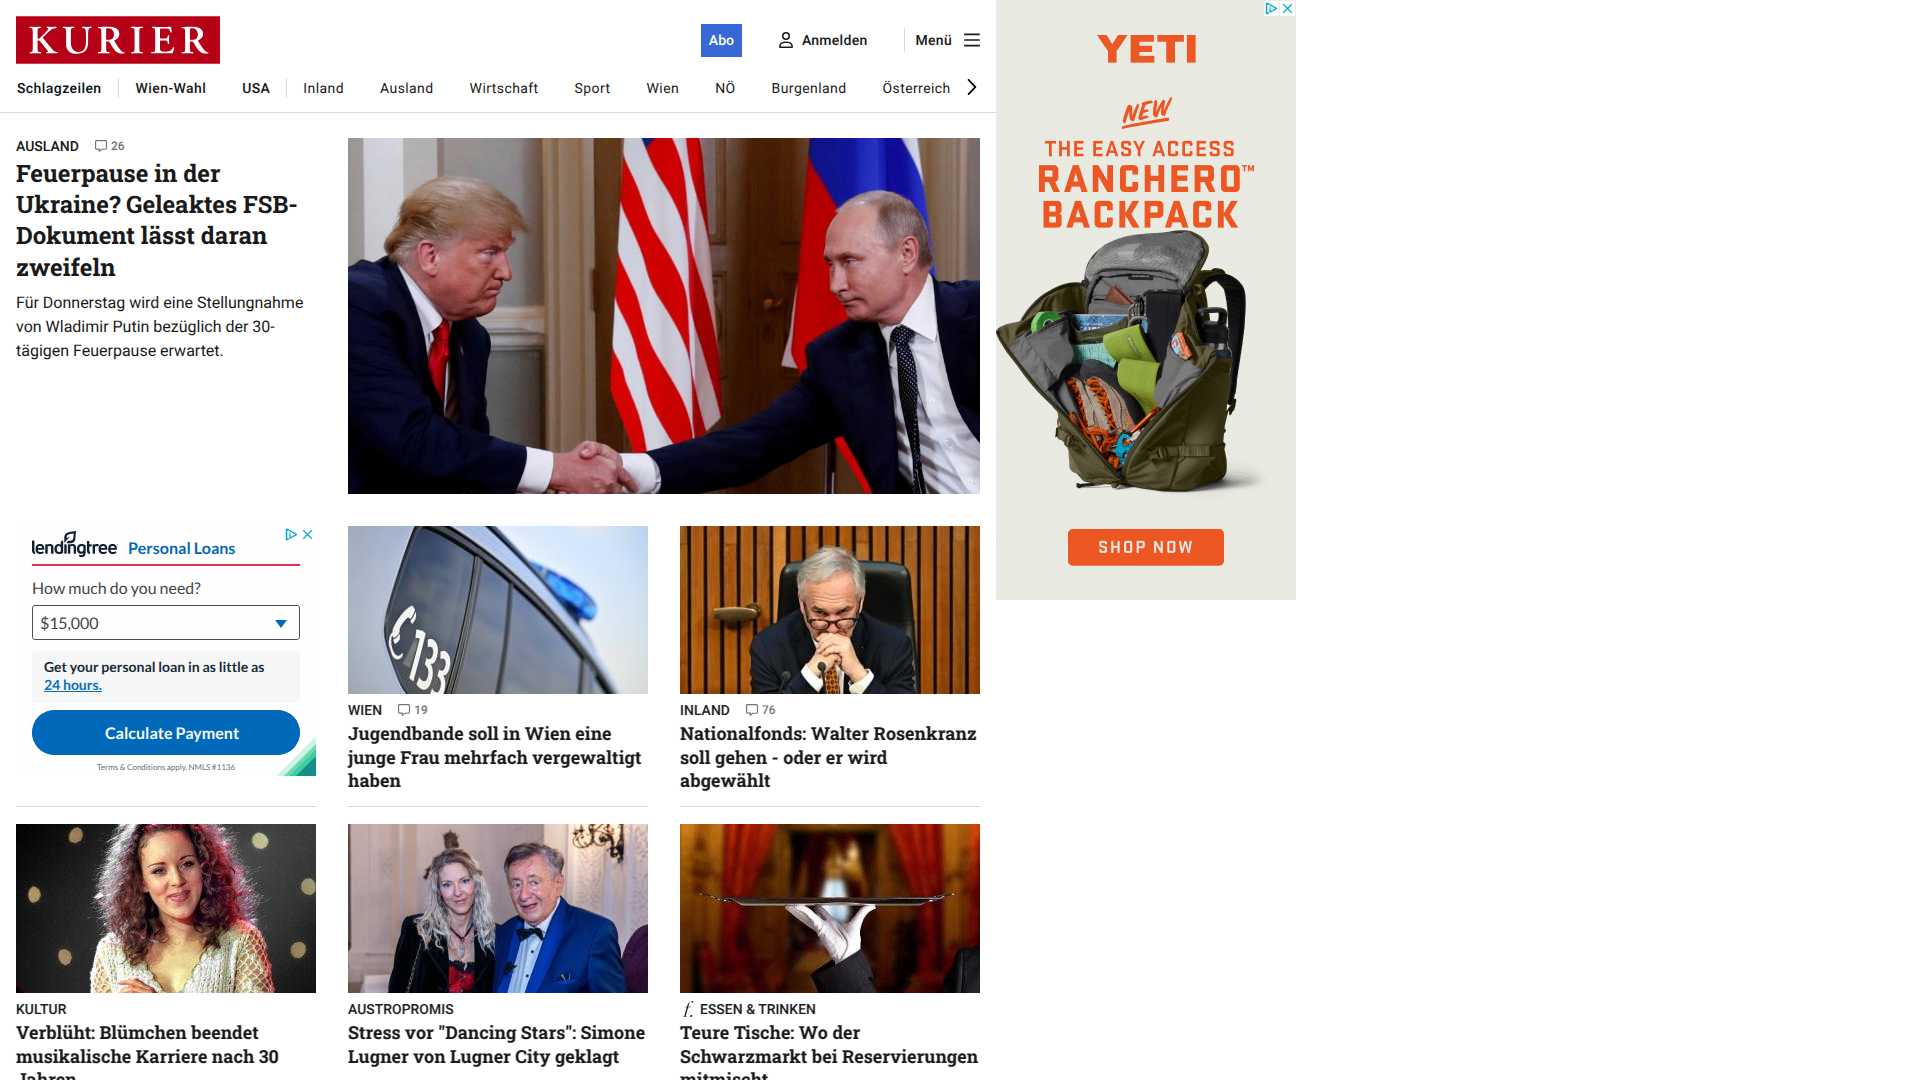 KURIER
Abo
Anmelden
Menü
Schlagzeilen
Wien-Wahl
USA
Inland
Ausland
Wirtschaft
Sport
Wien
NÖ
Burgenland
Österreich
AUSLAND 26
Feuerpause in der
Ukraine? Geleaktes FSB-
Dokument lässt daran
zweifeln
Für Donnerstag wird eine Stellungnahme
von Wladimir Putin bezüglich der 30-
tägigen Feuerpause erwartet.
YETI
NEW
THE EASY ACCESS
RANCHERO™
BACKPACK
SHOP NOW
lendingtree Personal Loans
How much do you need?
$15,000
Get your personal loan in as little as
24 hours.
Calculate Payment
Terms & Conditions apply. NMLS #1136
133
WIEN 19
Jugendbande soll in Wien eine
junge Frau mehrfach vergewaltigt
haben
INLAND 76
Nationalfonds: Walter Rosenkranz
soll gehen - oder er wird
abgewählt
KULTUR
Verblüht: Blümchen beendet
musikalische Karriere nach 30
Jahren
AUSTROPROMIS
Stress vor "Dancing Stars": Simone
Lugner von Lugner City geklagt
f. ESSEN & TRINKEN
Teure Tische: Wo der
Schwarzmarkt bei Reservierungen
mitmischt